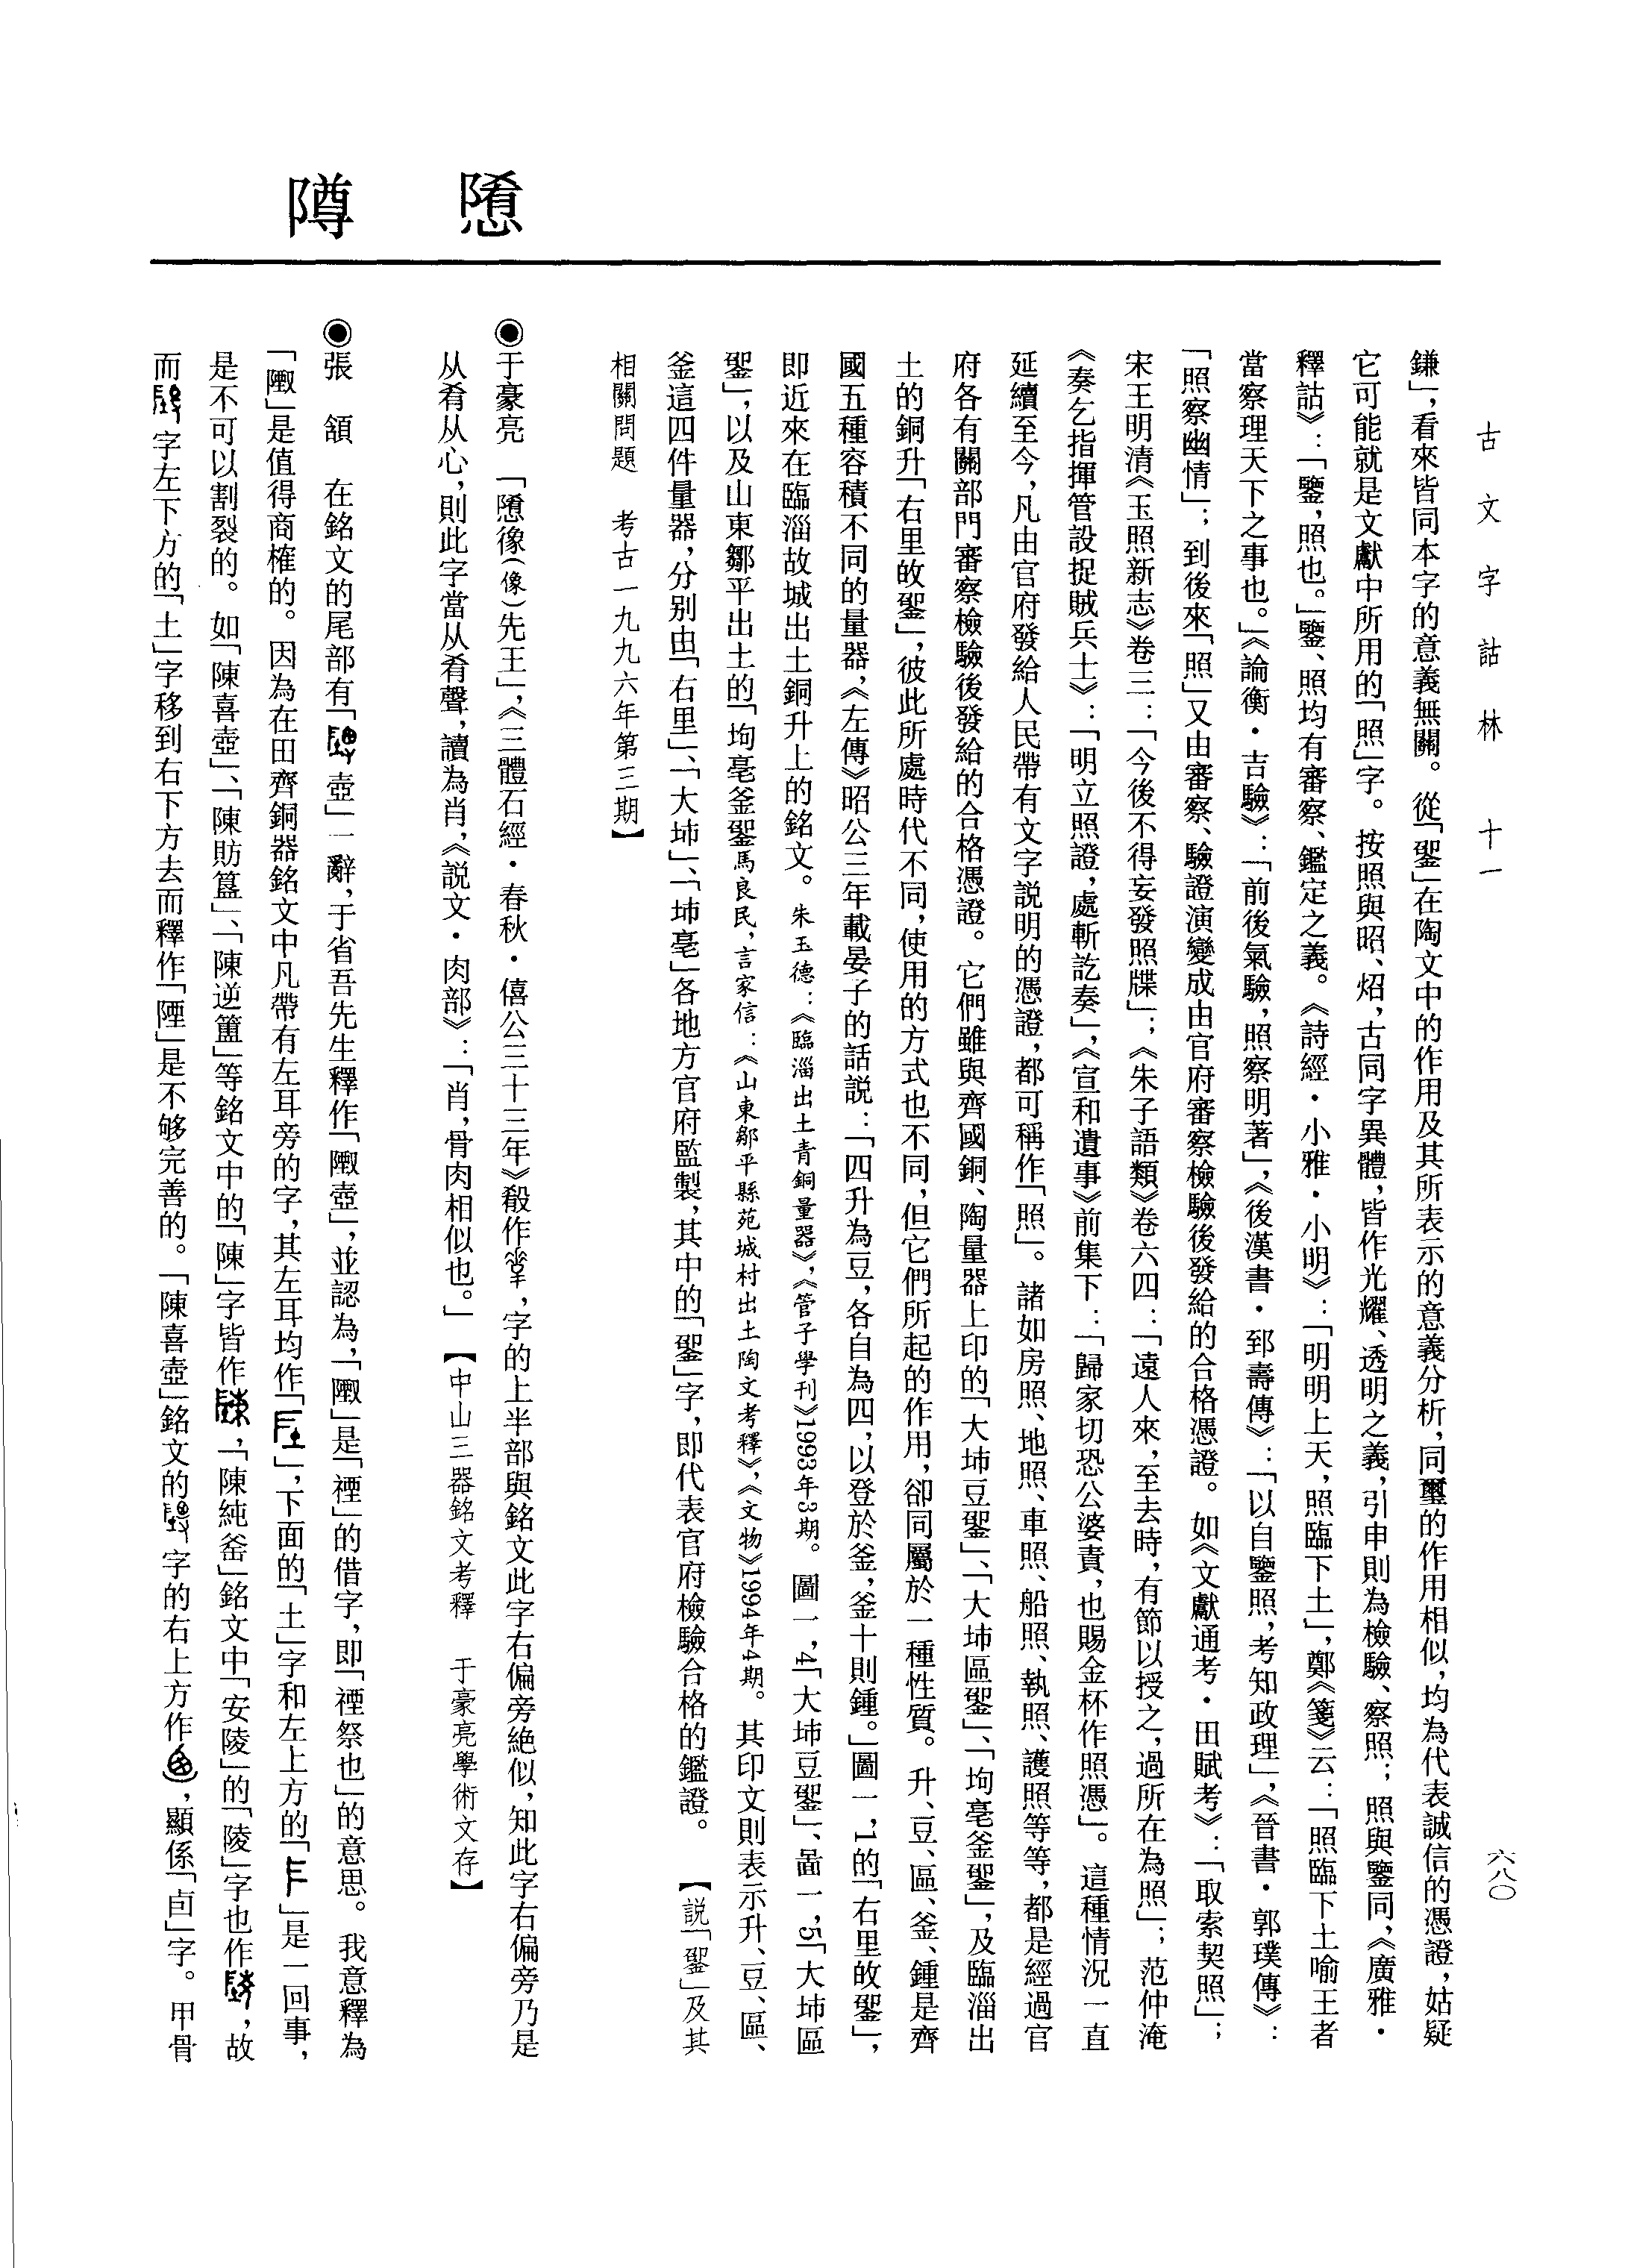 古文字詁林　十一
六八〇
鎌」，看來皆同本字的意義無關。從「」在陶文中的作用及其所表示的意義分析，同璽的作用相似，均為代表誠信的憑證，姑疑
它可能就是文獻中所用的「照」字。按照與昭、炤，古同字異體，皆作光耀、透明之義，引申則為檢驗、察照；照與鑒同，《廣雅·
釋詁》：「鑒，照也。」鑒、照均有審察、鑑定之義。《詩經·小雅·小明》：「明明上天，照臨下土」，鄭《箋》云：「照臨下土喻王者
當察理天下之事也。」《論衡·吉驗》：「前後氣驗，照察明著」，《後漢書·郅壽傳》：「以自鑒照，考知政理」，《晉書·郭璞傳》：
「照察幽情」；到後來「照」又由審察、驗證演變成由官府審察檢驗後發給的合格憑證。如《文獻通考·田賦考》：「取索契照」；
宋王明清《玉照新志》卷三：「今後不得妄發照牒」；《朱子語類》卷六四：「遠人來，至去時，有節以授之，過所在為照」；范仲淹
《奏乞指揮管設捉賊兵士》：「明立照證，處斬訖奏」，《宣和遺事》前集下：「歸家切恐公婆責，也賜金杯作照憑」。這種情況一直
延續至今，凡由官府發給人民帶有文字説明的憑證，都可稱作「照」。諸如房照、地照、車照、船照、執照、護照等等，都是經過官
府各有關部門審察檢驗後發給的合格憑證。它們雖與齊國銅、陶量器上印的「大坿豆」、「大坿區」、「坸亳釜」，及臨淄出
土的銅升「右里敀」，彼此所處時代不同，使用的方式也不同，但它們所起的作用，卻同屬於一種性質。升、豆、區、釜、鍾是齊
國五種容積不同的量器，《左傳》昭公三年載晏子的話説：「四升為豆，各自為四，以登於釜，釜十則鍾。」圖一，1的「右里敀」，
即近來在臨淄故城出土銅升上的銘文。朱玉德：《臨淄出土青銅量器》，《管子學刊》1993年3期。圖一，4「大坿豆」、啚一，5「大坿區
」，以及山東鄒平出土的「坸亳釜」馬良民，言家信：《山東鄒平縣苑城村出土陶文考釋》，《文物》1994年4期。其印文則表示升、豆、區、
釜這四件量器，分别由「右里」、「大坿」、「坿亳」各地方官府監製，其中的「」字，即代表官府檢驗合格的鑑證。【説「」及其
相關問題　考古一九九六年第三期】
◉于豪亮　「像（像）先王」，《三體石經·春秋·僖公三十三年》殽作，字的上半部與銘文此字右偏旁絶似，知此字右偏旁乃是
从肴从心，則此字當从肴聲，讀為肖，《説文·肉部》：「肖，骨肉相似也。」【中山三器銘文考釋　于豪亮學術文存】
◉張　頷　在銘文的尾部有「壺」一辭，于省吾先生釋作「壺」，並認為，「」是「禋」的借字，即「禋祭也」的意思。我意釋為
「」是值得商榷的。因為在田齊銅器銘文中凡帶有左耳旁的字，其左耳均作「」，下面的「土」字和左上方的「」是一回事，
是不可以割裂的。如「陳喜壺」、「陳肪簋」、「陳逆簠」等銘文中的「陳」字皆作，「陳純釜」銘文中「安陵」的「陵」字也作，故
而字左下方的「土」字移到右下方去而釋作「陻」是不够完善的。「陳喜壺」銘文的字的右上方作，顯係「卣」字。甲骨